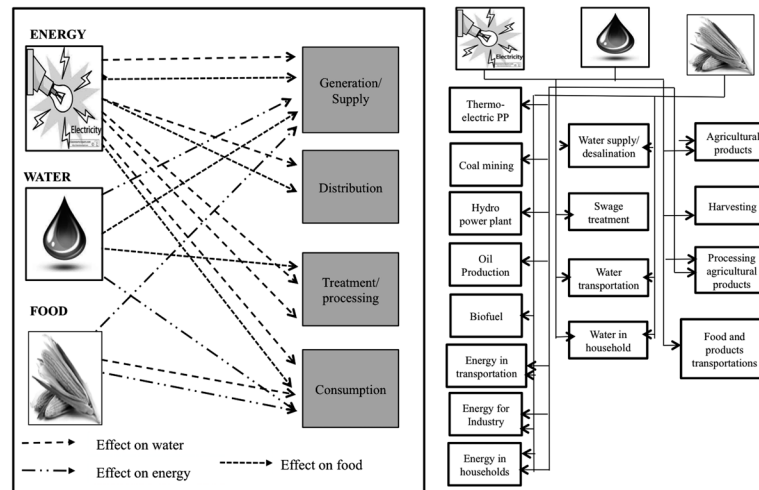 ENERGY
Electricity
Generation/
Supply
WATER
Distribution
Treatment/
processing
FOOD
Consumption
Effect on water
Effect on energy
Effect on food
Electricity
Thermo-
electric PP
Coal mining
Hydro
power plant
Oil
Production
Biofuel
Energy in
transportation
Energy for
Industry
Energy in
households
Water supply/
desalination
Swage
treatment
Water
transportation
Water in
household
Agricultural
products
Harvesting
Processing
agricultural
products
Food and
products
transportations